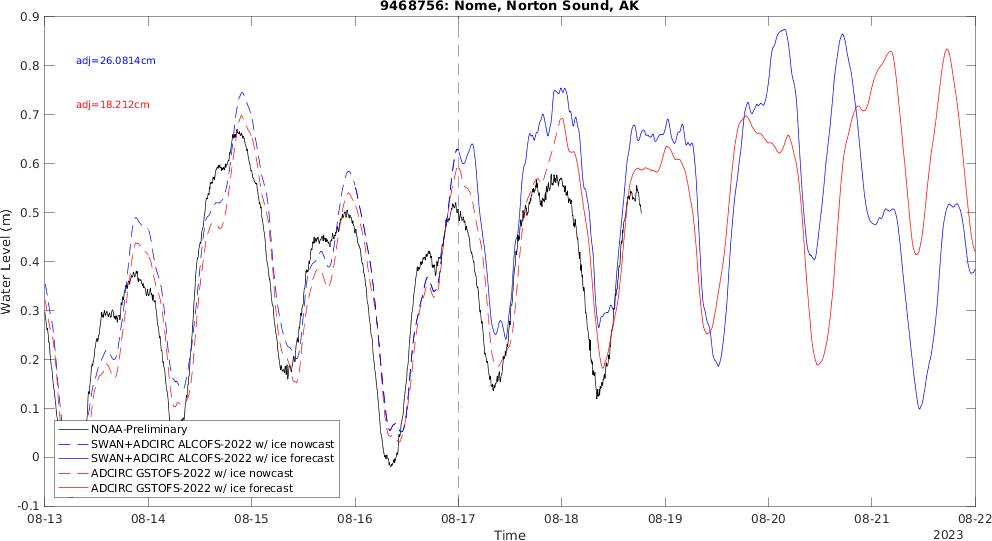 9468756: Nome, Norton Sound, AK
0.9
0.8
0.7
0.6
0.5
0.4
0.3
0.2
0.1
0
-0.1
Water Level (m)
adj=26.0814cm
adj=18.212cm
NOAA-Preliminary
SWAN+ADCIRC ALCOFS-2022 w/ ice nowcast
SWAN+ADCIRC ALCOFS-2022 w/ ice forecast
ADCIRC GSTOFS-2022 w/ ice nowcast
ADCIRC GSTOFS-2022 w/ ice forecast
08-13 08-14 08-15 08-16 08-17 08-18 08-19 08-20 08-21 08-22
Time
2023